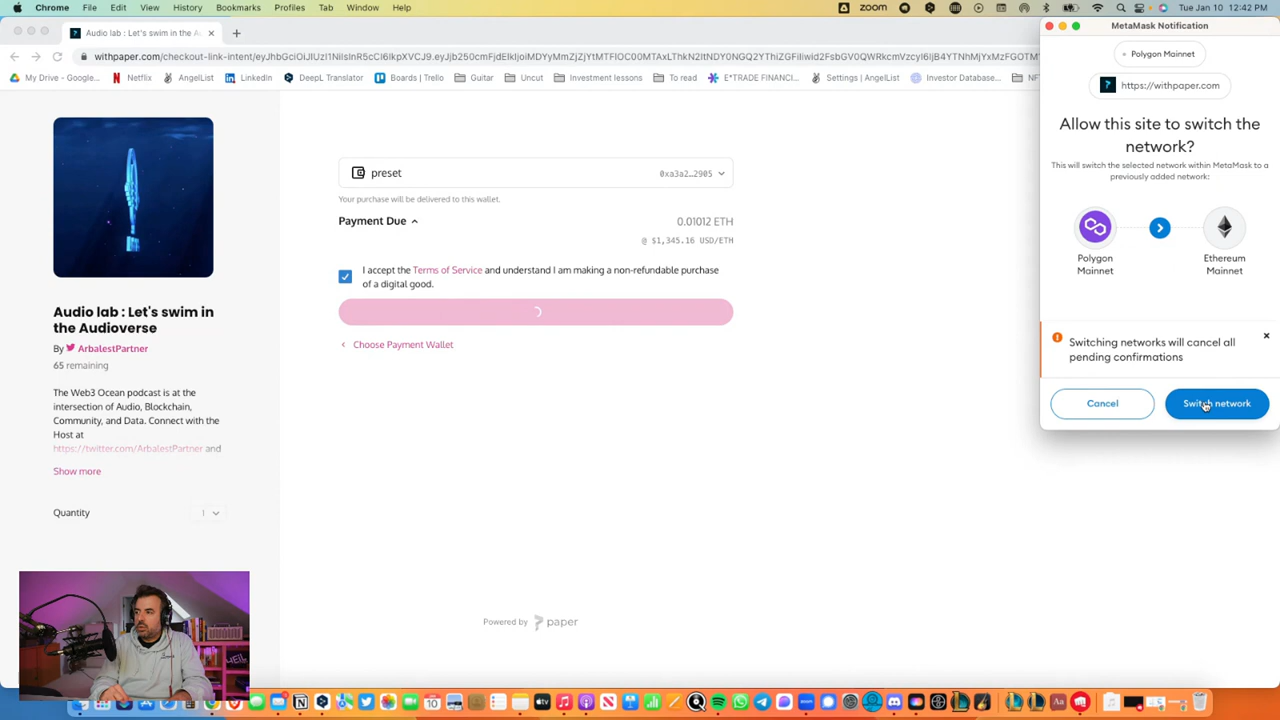 Chrome File Edit View History Bookmarks Profiles Tab Window Help
zoom
Tue Jan 10 12:42 PM
Audio lab : Let's swim in the Au
My Drive - Google...
Netflix
AngelList
LinkedIn
DeepL Translator
Boards | Trello
Guitar
Uncut
Investment lessons
To read
E*TRADE FINANCI...
Settings | AngelList
Investor Database...
Audio lab : Let's swim in
the Audioverse
By ArbalestPartner
65 remaining
The Web3 Ocean podcast is at the
intersection of Audio, Blockchain,
Community, and Data. Connect with the
Host at
https://twitter.com/ArbalestPartner and
Show more
Quantity
1
preset
0xa3a2…2905
Your purchase will be delivered to this wallet.
Payment Due
0.01012 ETH
@ $1,345.16 USD/ETH
I accept the Terms of Service and understand I am making a non-refundable purchase
of a digital good.
Choose Payment Wallet
Powered by paper
MetaMask Notification
Polygon Mainnet
https://withpaper.com
Allow this site to switch the
network?
This will switch the selected network within MetaMask to a
previously added network:
Polygon
Mainnet
Ethereum
Mainnet
Switching networks will cancel all
pending confirmations
Cancel
Switch network